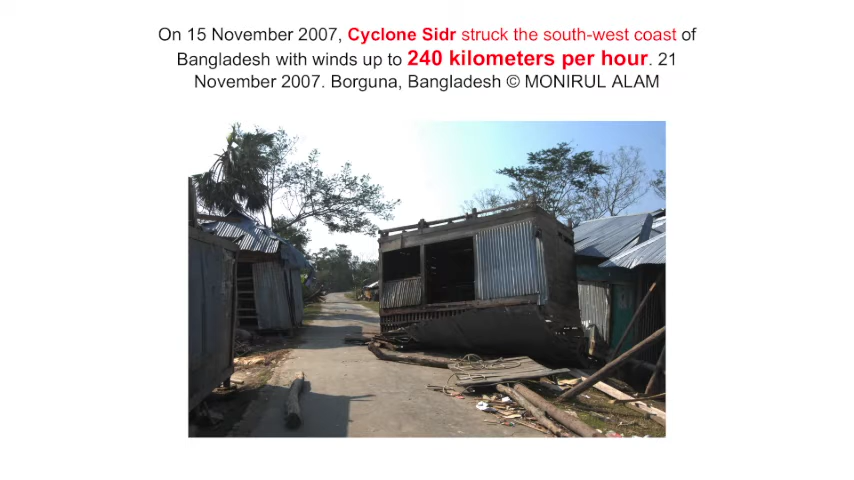 On 15 November 2007, Cyclone Sidr struck the south-west coast of
Bangladesh with winds up to 240 kilometers per hour. 21
November 2007. Borguna, Bangladesh © MONIRUL ALAM